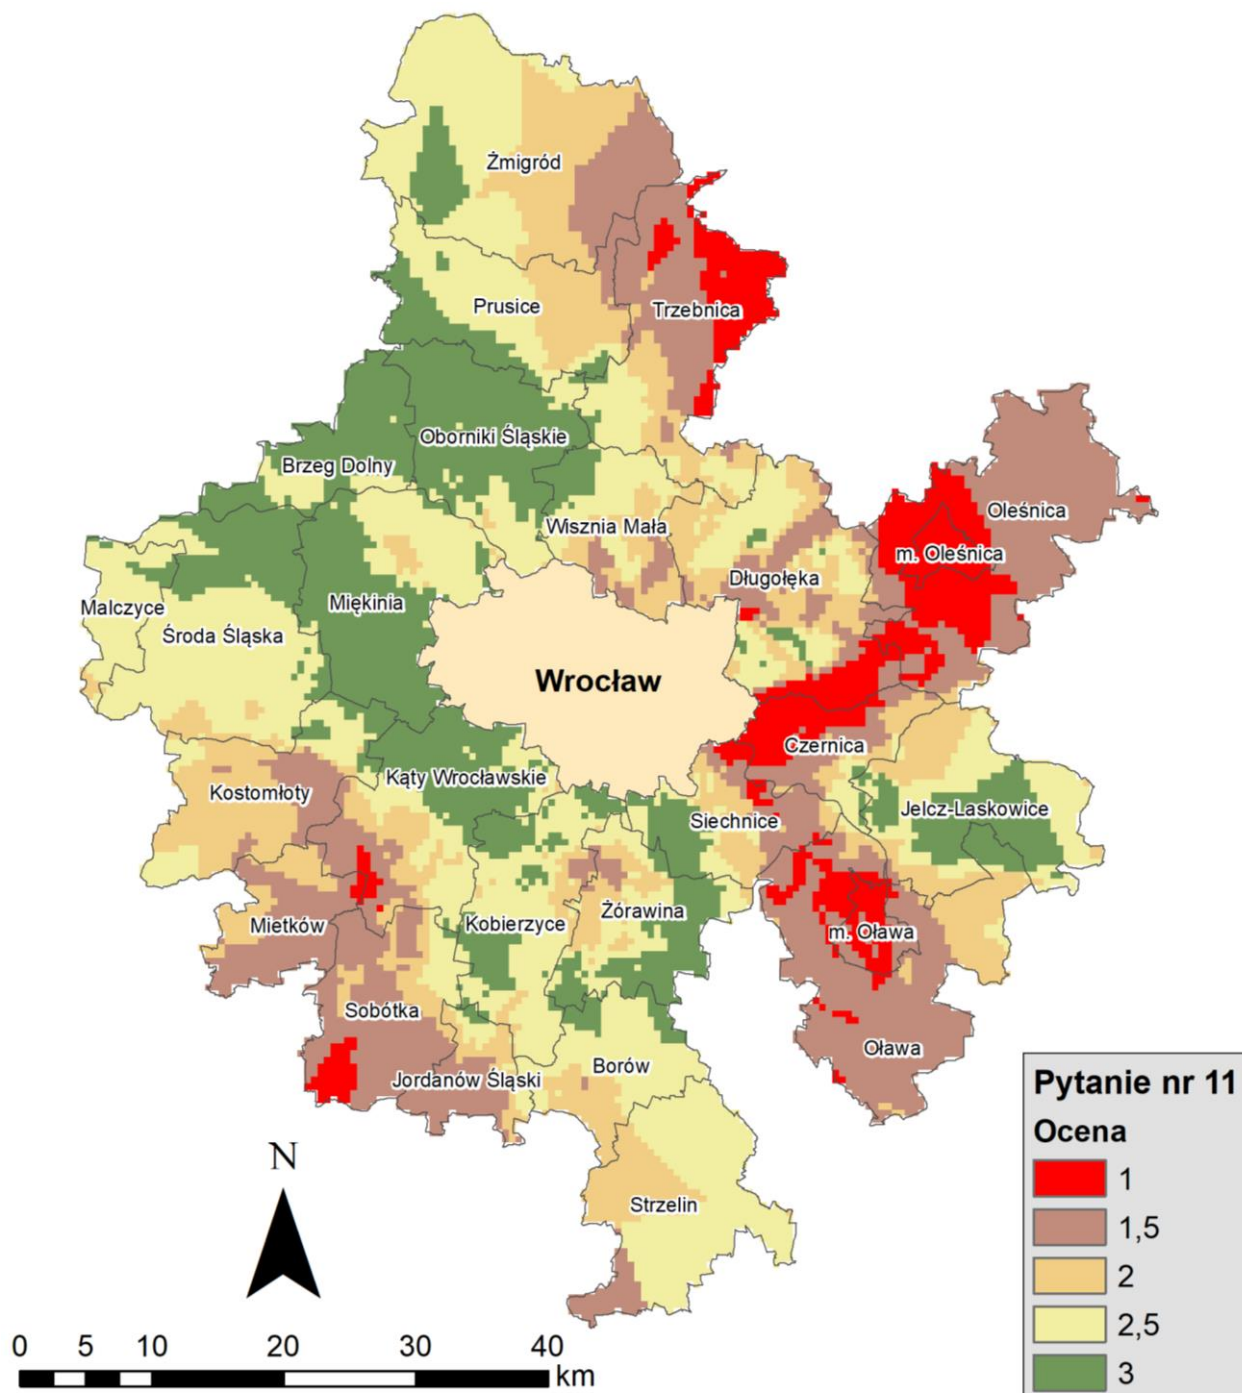 Żmigród
Prusice
Trzebnica
Oborniki Śląskie
Brzeg Dolny
Wisznia Mała
Oleśnica
m. Oleśnica
Długołęka
Malczyce
Miękinia
Środa Śląska
Wrocław
Czernica
Kąty Wrocławskie
Kostomłoty
Siechnice
Jelcz-Laskowice
Mietków
Kobierzyce
Żórawina
m. Oława
Sobótka
Oława
Jordanów Śląski
Borów
Strzelin
N
0 5 10 20 30 40
km
Pytanie nr 11
Ocena
1
1,5
2
2,5
3